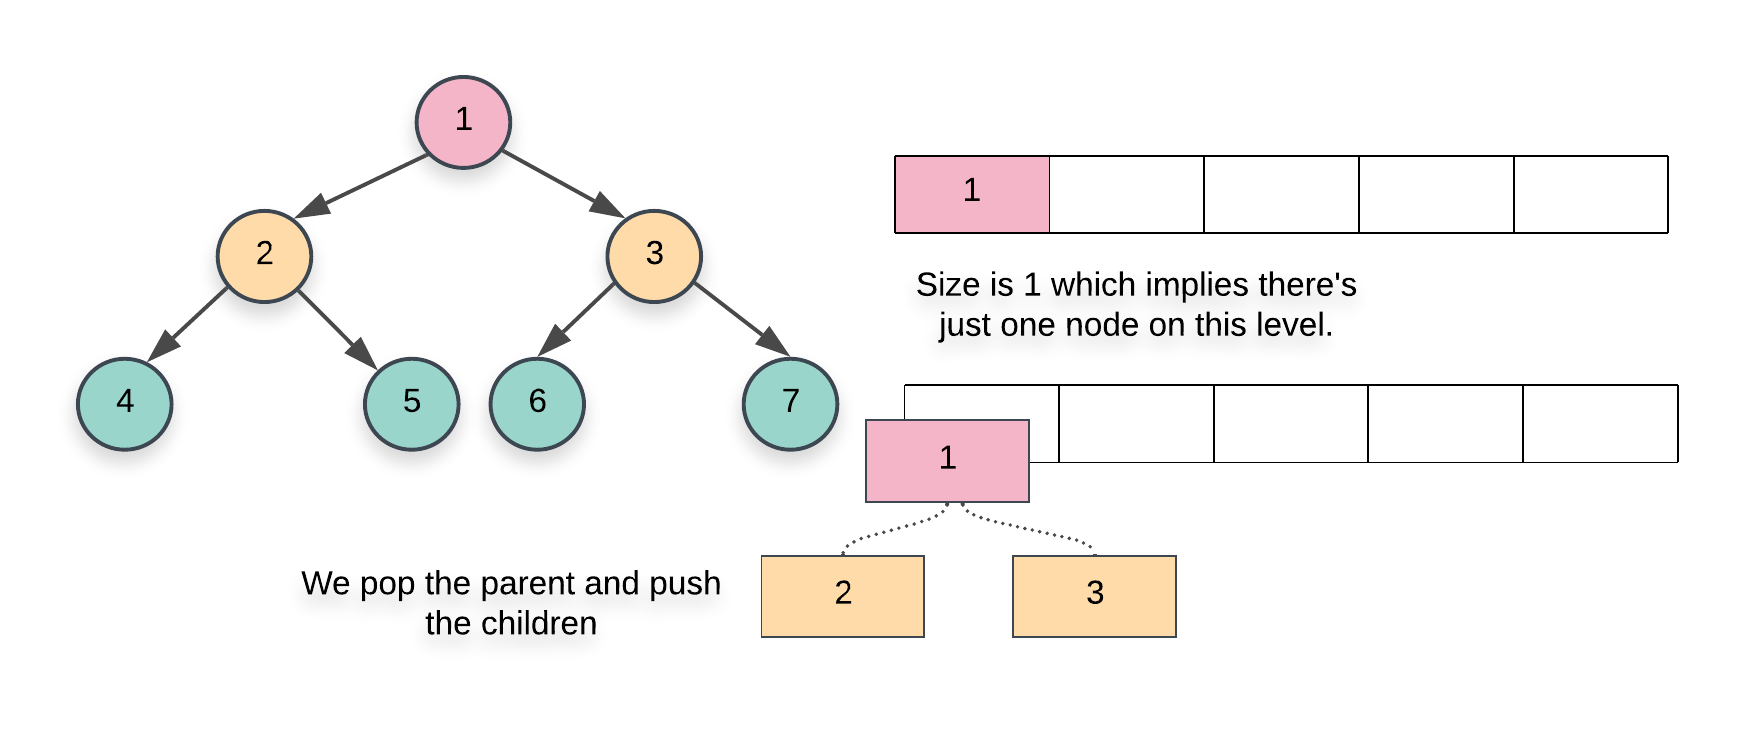 1
2
3
4
5
6
7
1
Size is 1 which implies there's
just one node on this level.
1
2
3
We pop the parent and push
the children